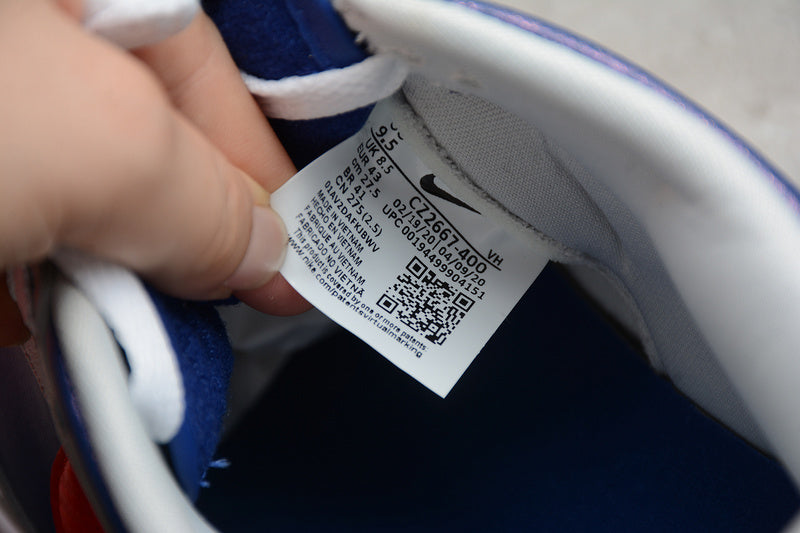 9.5
UK 8.5
EUR 43
cm 27.5
BR 41
CN 275(2.5)
01AVZDAFKIBWV
MADE IN VIETNAM
HECHO EN VIETNAM
FABRIQUE AU VIETNAM
FABRICADO NO VIETNÃ
This product is covered by one or more patents.
www.nike.com/patentsvirtualmarking
CZ2667-400
VH
02/19/20
04/09/20
UPC 00194499904151